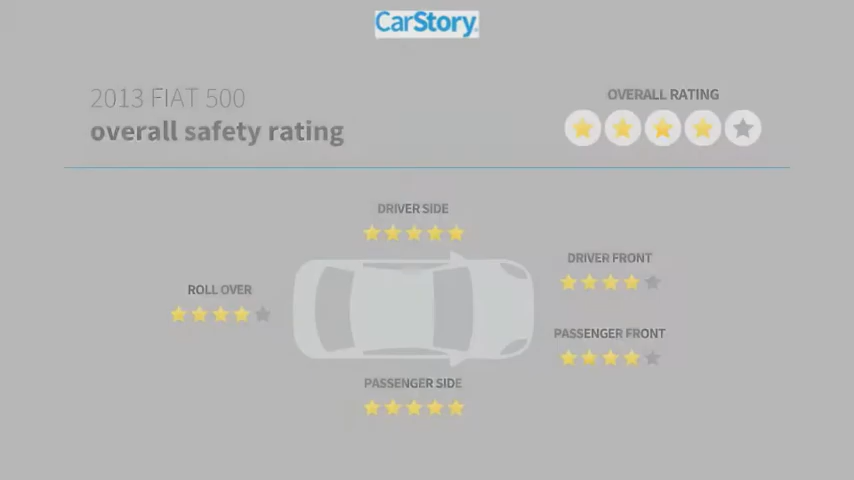 CarStory
2013 FIAT 500
overall safety rating
OVERALL RATING
DRIVER SIDE
DRIVER FRONT
ROLL OVER
PASSENGER FRONT
PASSENGER SIDE